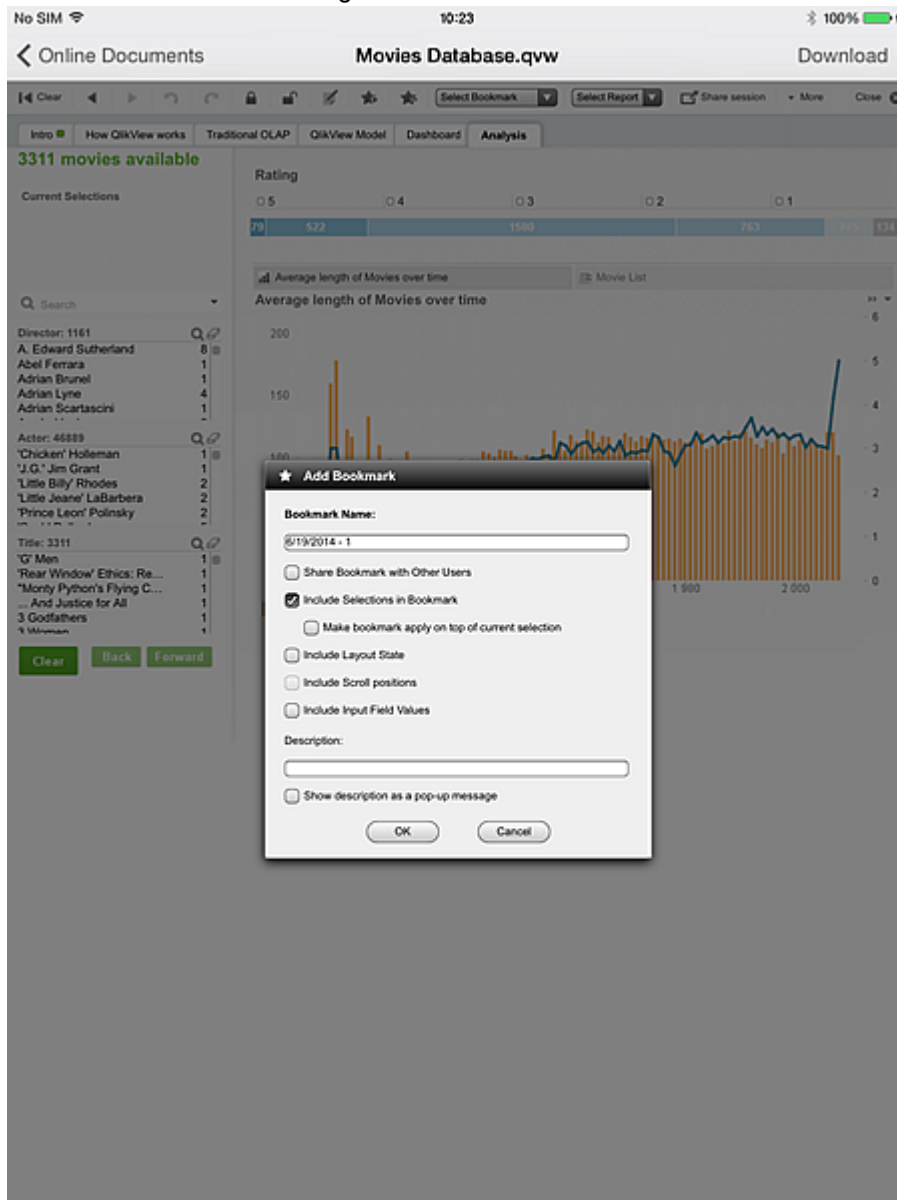 No SIM 10:23 100%
Online Documents Movies Database.qvw Download
Clear Select Bookmark Select Report Share session More Close
Intro How QlikView works Traditional OLAP QlikView Model Dashboard Analysis
3311 movies available
Current Selections
Rating
5 4 3 2 1
79 522 1580 763 134
Average length of Movies over time Movie List
Search
Average length of Movies over time
Director: 1161
A. Edward Sutherland 8
Abel Ferrara 1
Adrian Brunel 1
Adrian Lyne 4
Adrian Scartascini 1
Actor: 46889
'Chicken' Holleman 1
'J.G.' Jim Grant 1
'Little Billy' Rhodes 2
'Little Jeane' LaBarbera 2
'Prince Leon' Polinsky 2
Title: 3311
'G' Men 1
'Rear Window' Ethics: Re... 1
"Monty Python's Flying C... 1
... And Justice for All 1
3 Godfathers 1
3 Women 1
Clear Back Forward
200
150
100
6
5
4
3
2
1
0
1 980 2 000
Add Bookmark
Bookmark Name:
6/19/2014 - 1
Share Bookmark with Other Users
Include Selections in Bookmark
Make bookmark apply on top of current selection
Include Layout State
Include Scroll positions
Include Input Field Values
Description:
Show description as a pop-up message
OK Cancel